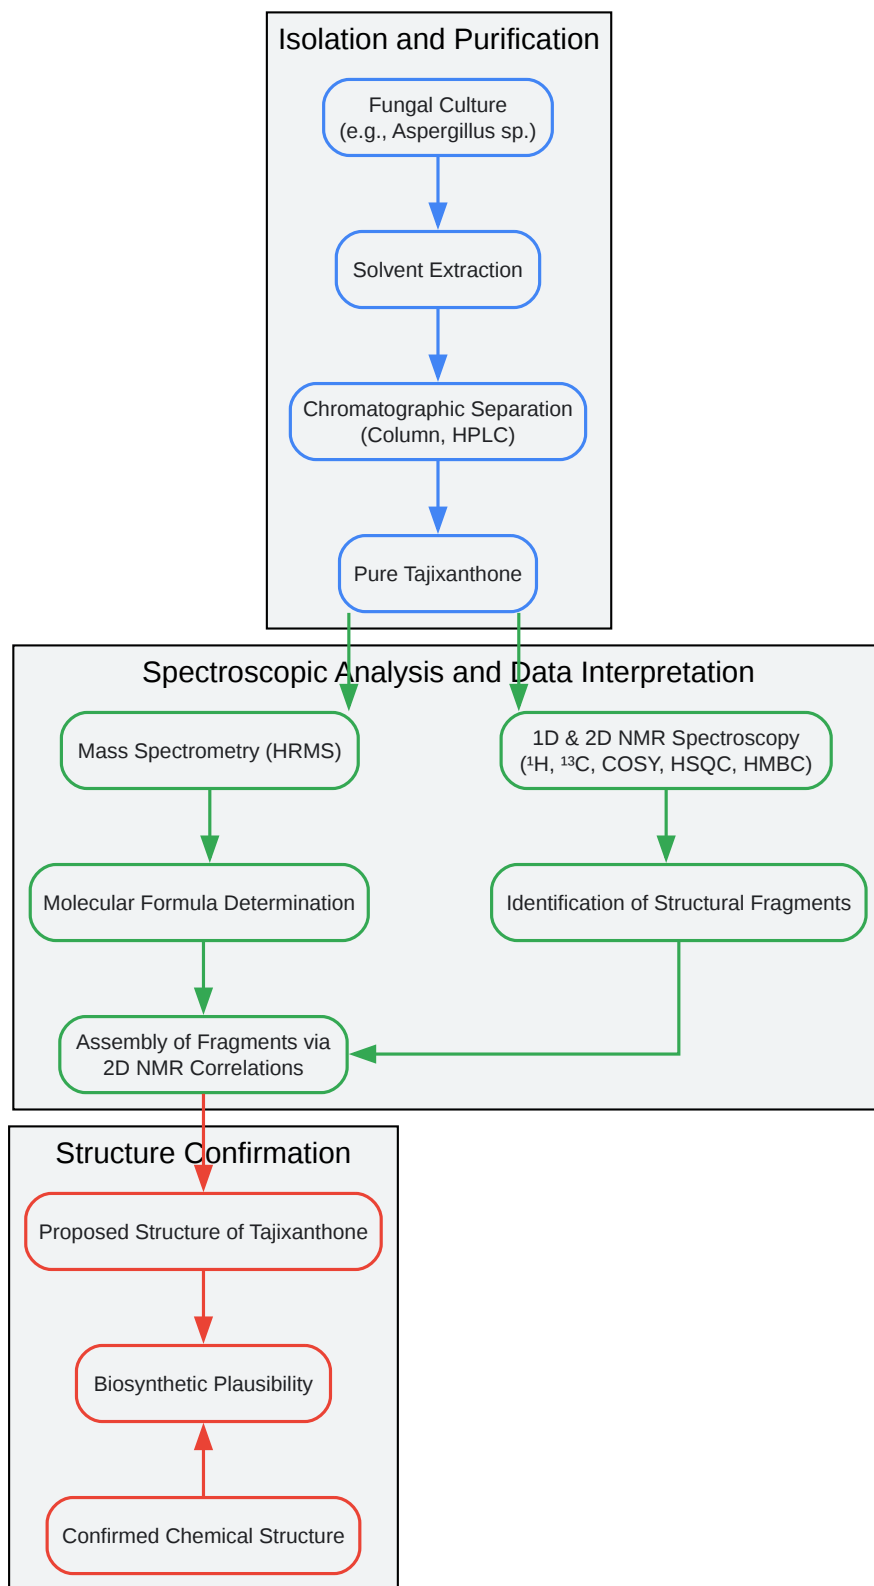 Isolation and Purification
Fungal Culture
(e.g., Aspergillus sp.)
Solvent Extraction
Chromatographic Separation
(Column, HPLC)
Pure Tajixanthone
Spectroscopic Analysis and Data Interpretation
Mass Spectrometry (HRMS)
1D & 2D NMR Spectroscopy
(¹H, ¹³C, COSY, HSQC, HMBC)
Molecular Formula Determination
Identification of Structural Fragments
Assembly of Fragments via
2D NMR Correlations
Structure Confirmation
Proposed Structure of Tajixanthone
Biosynthetic Plausibility
Confirmed Chemical Structure